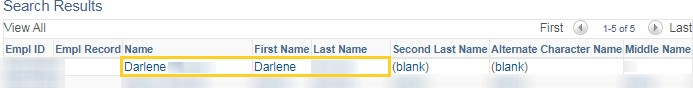 Search Results
View All First 1-5 of 5 Last
Empl ID Empl Record Name First Name Last Name Second Last Name Alternate Character Name Middle Name
Darlene Darlene (blank) (blank)